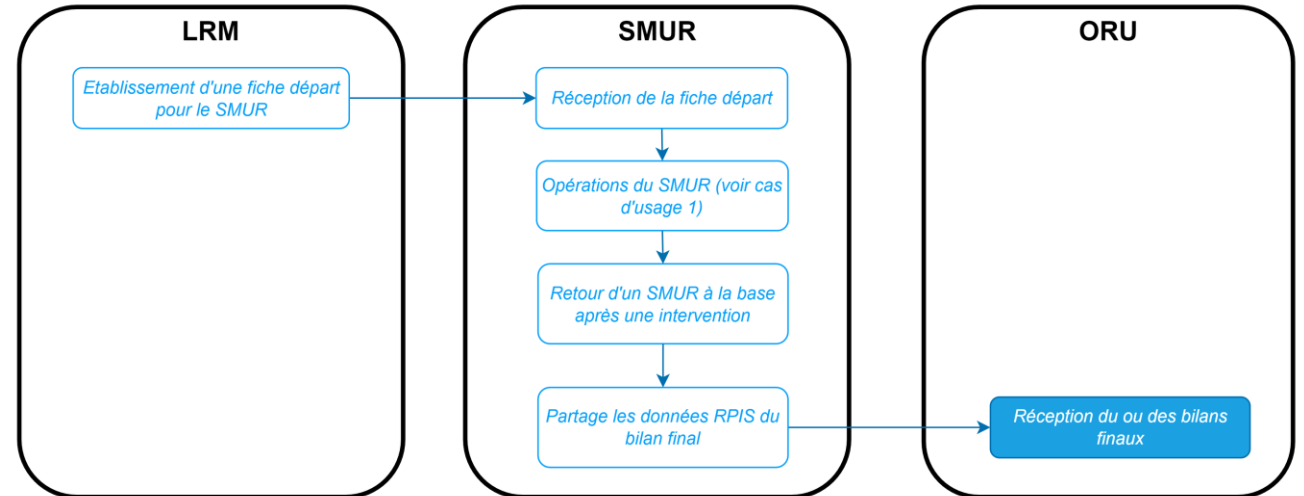 LRM
SMUR
ORU
Etablissement d'une fiche départ
pour le SMUR
Réception de la fiche départ
Opérations du SMUR (voir cas
d'usage 1)
Retour d'un SMUR à la base
après une intervention
Partage les données RPIS du
bilan final
Réception du ou des bilans
finaux